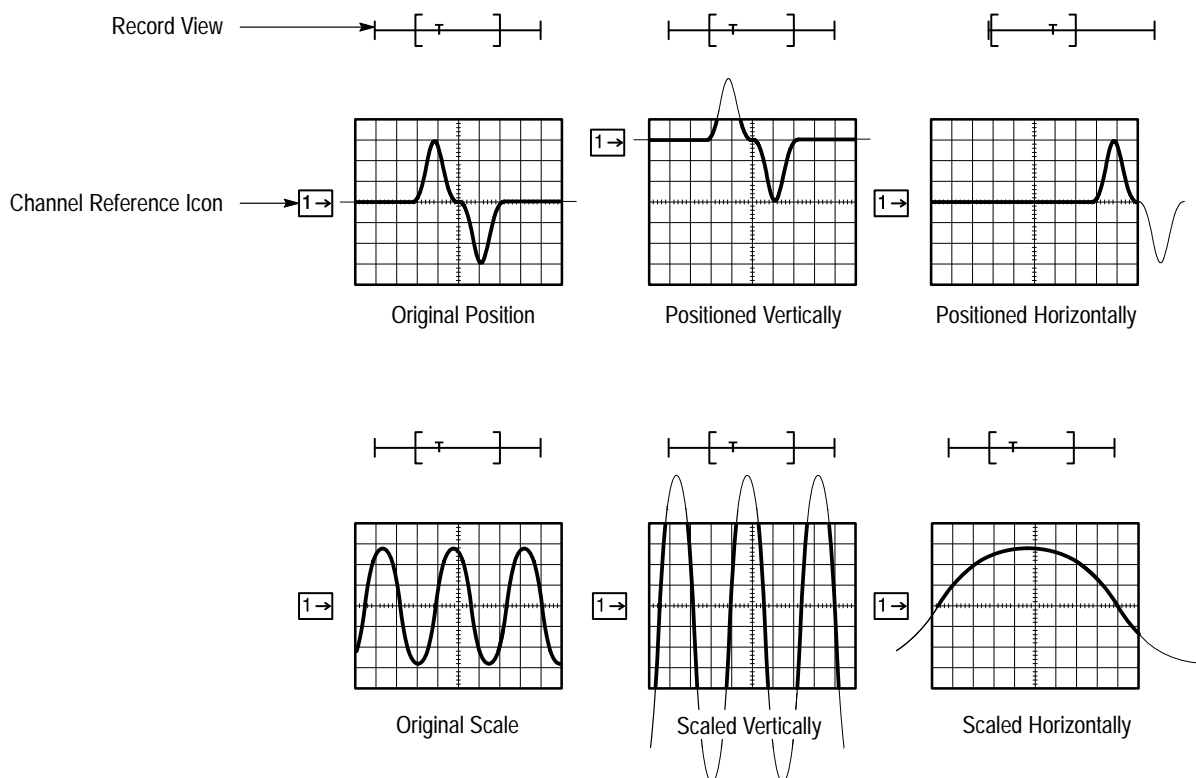 Record View
T
T
T
1→
Channel Reference Icon
1→
1→
Original Position
Positioned Vertically
Positioned Horizontally
T
T
T
1→
1→
1→
Original Scale
Scaled Vertically
Scaled Horizontally